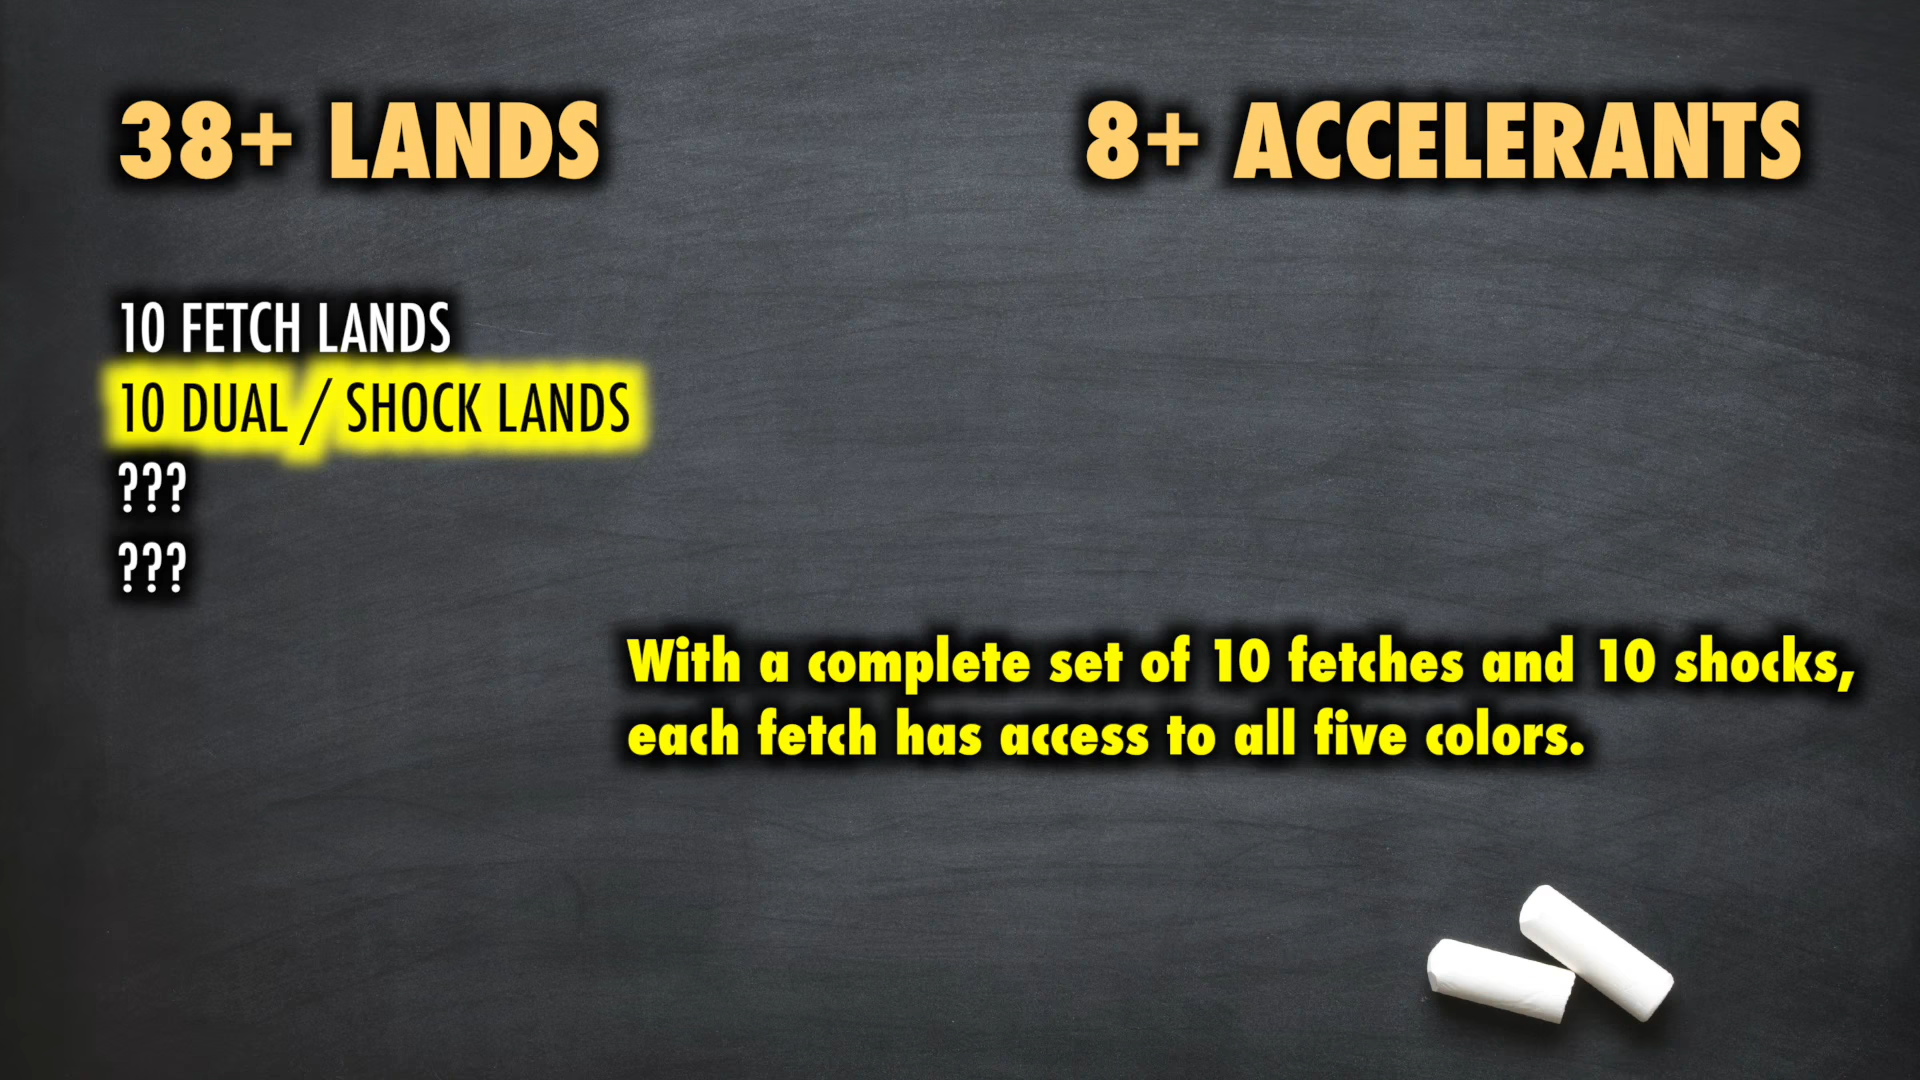 38+ LANDS
8+ ACCELERANTS
10 FETCH LANDS
10 DUAL / SHOCK LANDS
???
???
With a complete set of 10 fetches and 10 shocks,
each fetch has access to all five colors.